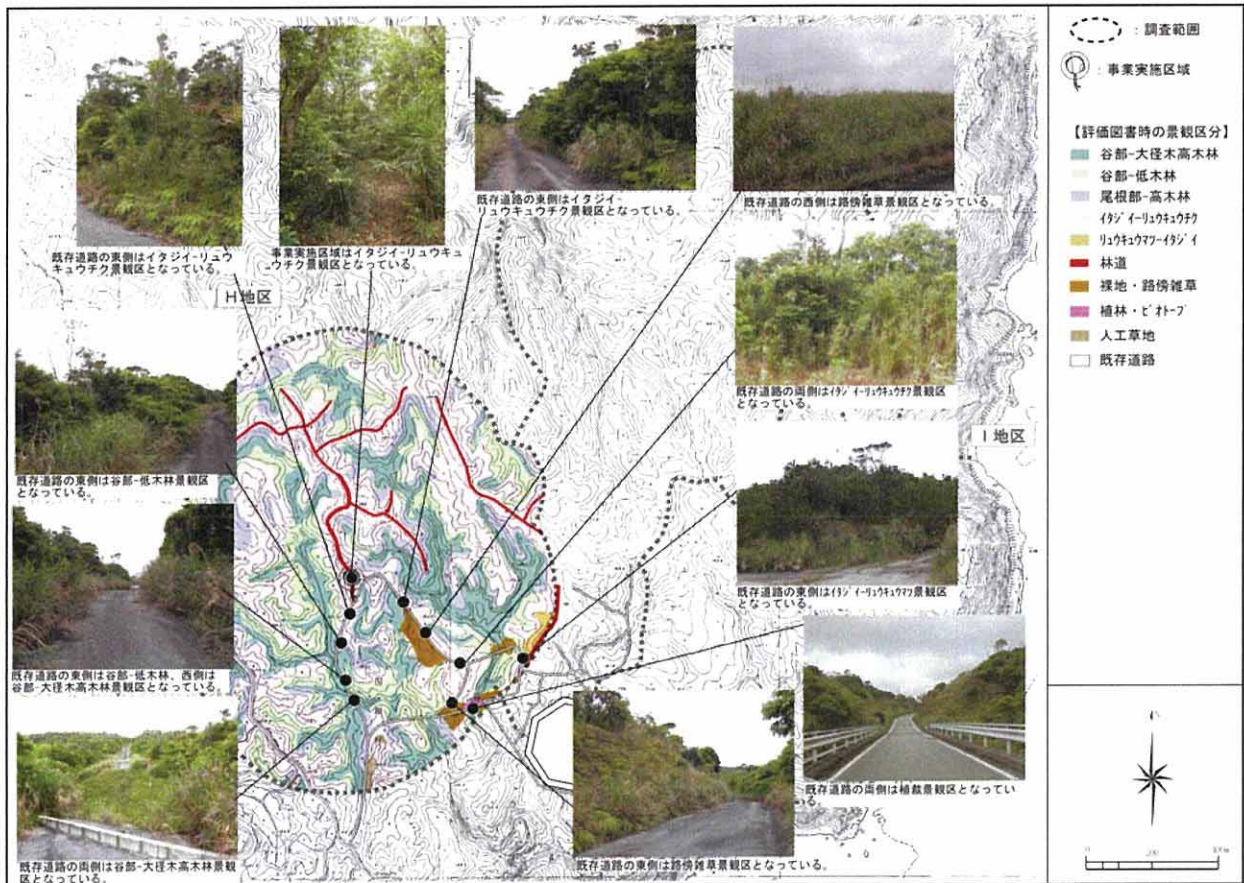 既存道路の東側はイタジイ-リュウ
キュウチク景観区となっている。
事業実施区域はイタジイ-リュウキュ
ウチク景観区となっている。
既存道路の東側はイタジイ-
リュウキュウチク景観区となっている。
既存道路の西側は路傍雑草景観区となっている。
H地区
既存道路の両側はイタジイーリュウキュウチク景観区
となっている。
I地区
既存道路の東側は谷部-低木林景観区
となっている。
既存道路の東側はイタジイーリュウキュウマツ景観区
となっている。
既存道路の東側は谷部-低木林、西側は
谷部-大径木高木林景観区となっている。
既存道路の両側は植栽景観区となってい
る。
既存道路の両側は谷部-大径木高木林景観
区となっている。
既存道路の東側は路傍雑草景観区となっている。
：調査範囲
：事業実施区域
【評価図書時の景観区分】
谷部-大径木高木林
谷部-低木林
尾根部-高木林
イタジイーリュウキュウチク
リュウキュウマツーイタジイ
林道
裸地・路傍雑草
植林・ビオトープ
人工草地
既存道路
0 200